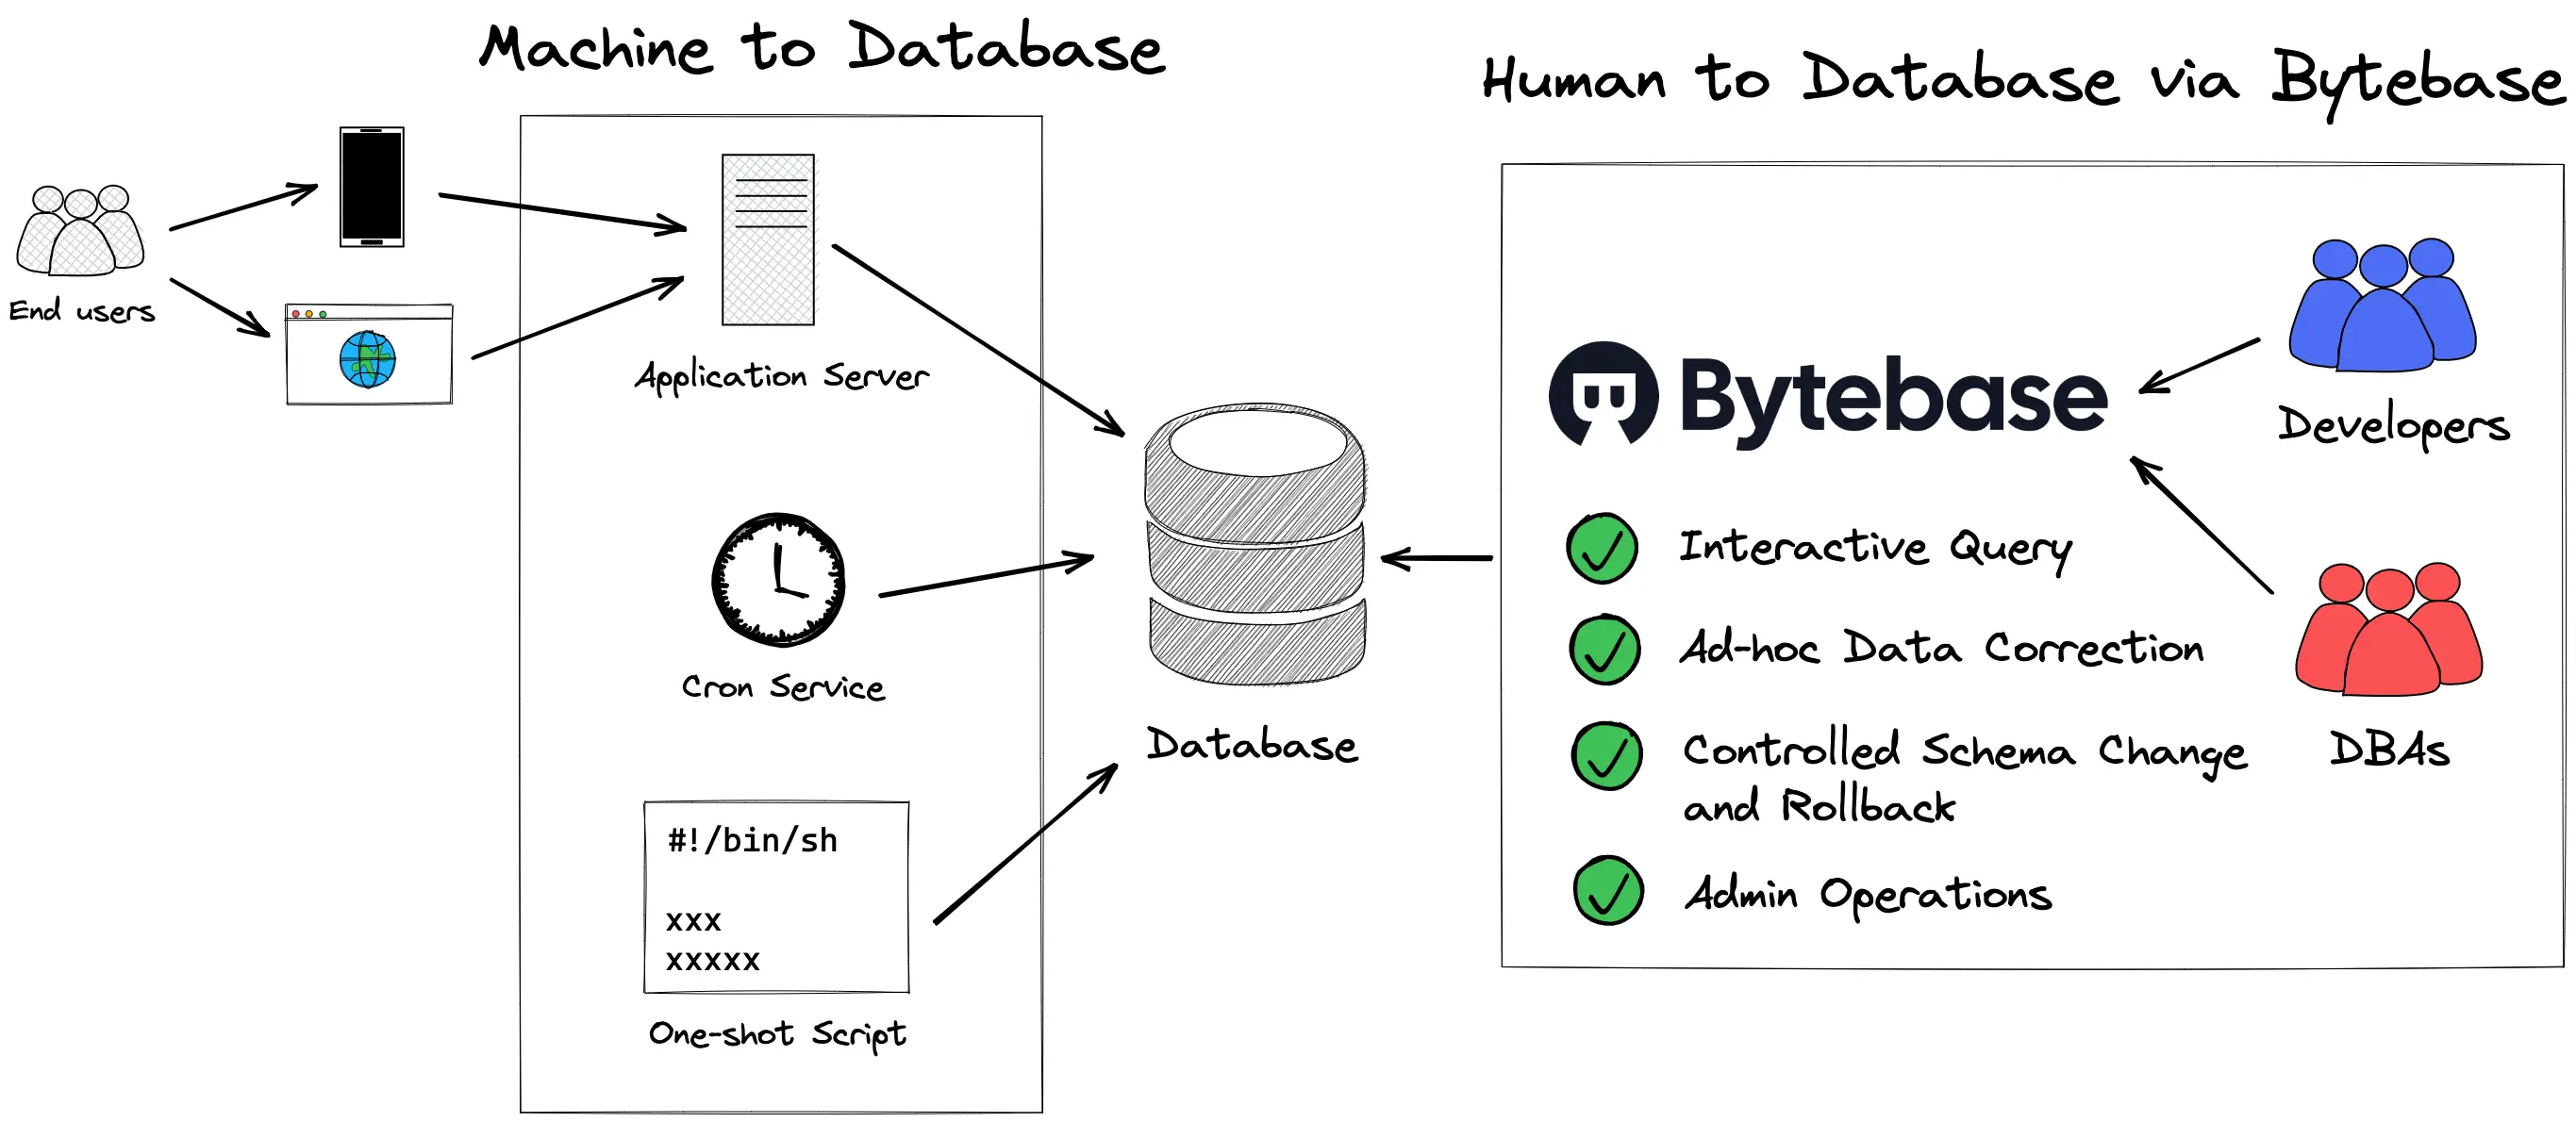 Machine to Database
Human to Database via Bytebase
End users
Application Server
Cron Service
#!/bin/sh
xxx
xxxxx
One-shot Script
Database
Bytebase
Interactive Query
Ad-hoc Data Correction
Controlled Schema Change
and Rollback
Admin Operations
Developers
DBAs